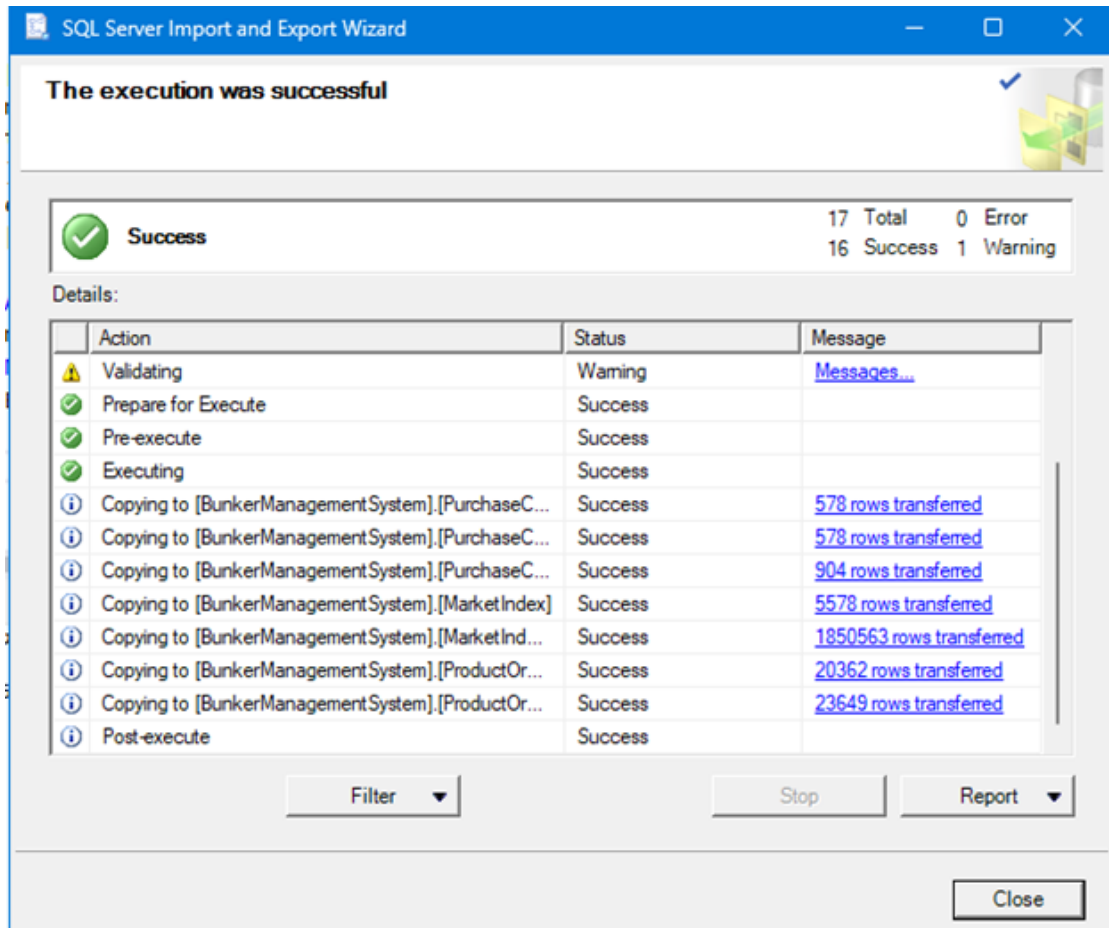 SQL Server Import and Export Wizard
The execution was successful
Success
17 Total 0 Error
16 Success 1 Warning
Details:
Action Status Message
Validating Warning Messages...
Prepare for Execute Success
Pre-execute Success
Executing Success
Copying to [BunkerManagementSystem].[PurchaseC... Success 578 rows transferred
Copying to [BunkerManagementSystem].[PurchaseC... Success 578 rows transferred
Copying to [BunkerManagementSystem].[PurchaseC... Success 904 rows transferred
Copying to [BunkerManagementSystem].[MarketIndex] Success 5578 rows transferred
Copying to [BunkerManagementSystem].[MarketInd... Success 1850563 rows transferred
Copying to [BunkerManagementSystem].[ProductOr... Success 20362 rows transferred
Copying to [BunkerManagementSystem].[ProductOr... Success 23649 rows transferred
Post-execute Success
Filter Stop Report
Close